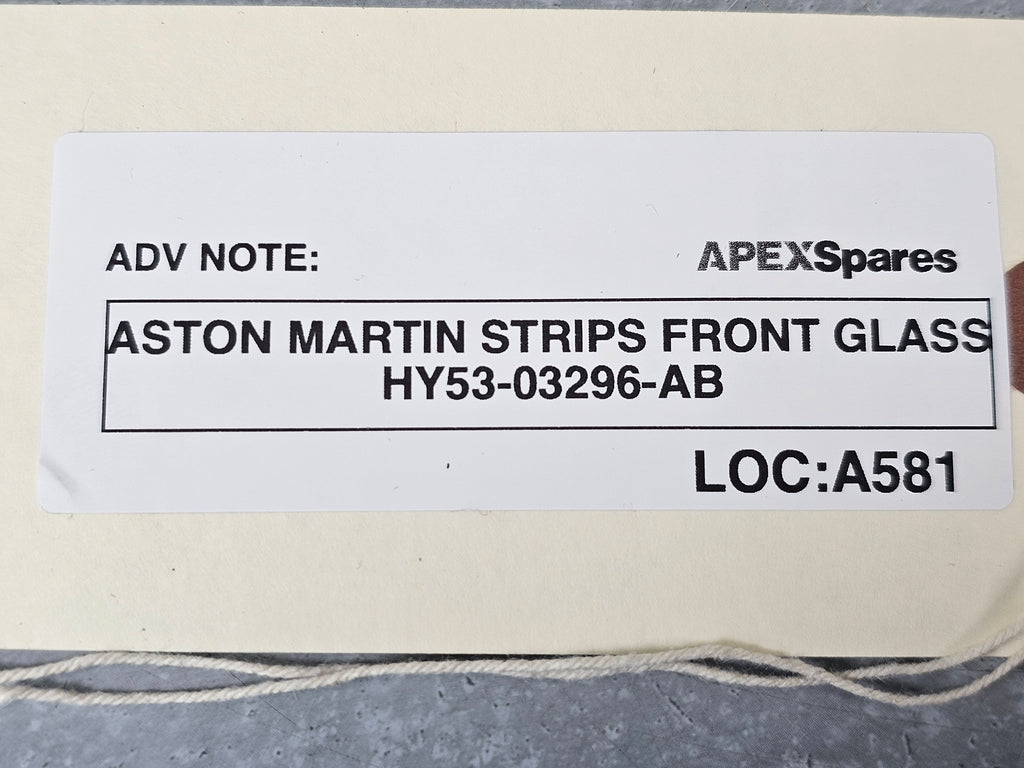 ADV NOTE: APEXSpares
ASTON MARTIN STRIPS FRONT GLASS
HY53-03296-AB
LOC:A581